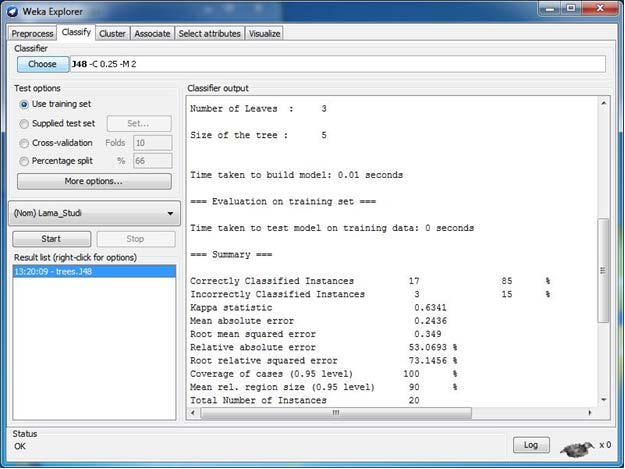 Weka Explorer
Preprocess Classify Cluster Associate Select attributes Visualize
Classifier
Choose J48 -C 0.25 -M 2
Test options
Use training set
Supplied test set Set...
Cross-validation Folds 10
Percentage split % 66
More options...
(Nom) Lama_Studi
Start Stop
Result list (right-click for options)
13:20:09 - trees.J48
Classifier output
Number of Leaves : 3
Size of the tree : 5
Time taken to build model: 0.01 seconds
=== Evaluation on training set ===
Time taken to test model on training data: 0 seconds
=== Summary ===
Correctly Classified Instances 17 85 %
Incorrectly Classified Instances 3 15 %
Kappa statistic 0.6341
Mean absolute error 0.2436
Root mean squared error 0.349
Relative absolute error 53.0693 %
Root relative squared error 73.1456 %
Coverage of cases (0.95 level) 100 %
Mean rel. region size (0.95 level) 90 %
Total Number of Instances 20
Status
OK
Log x 0